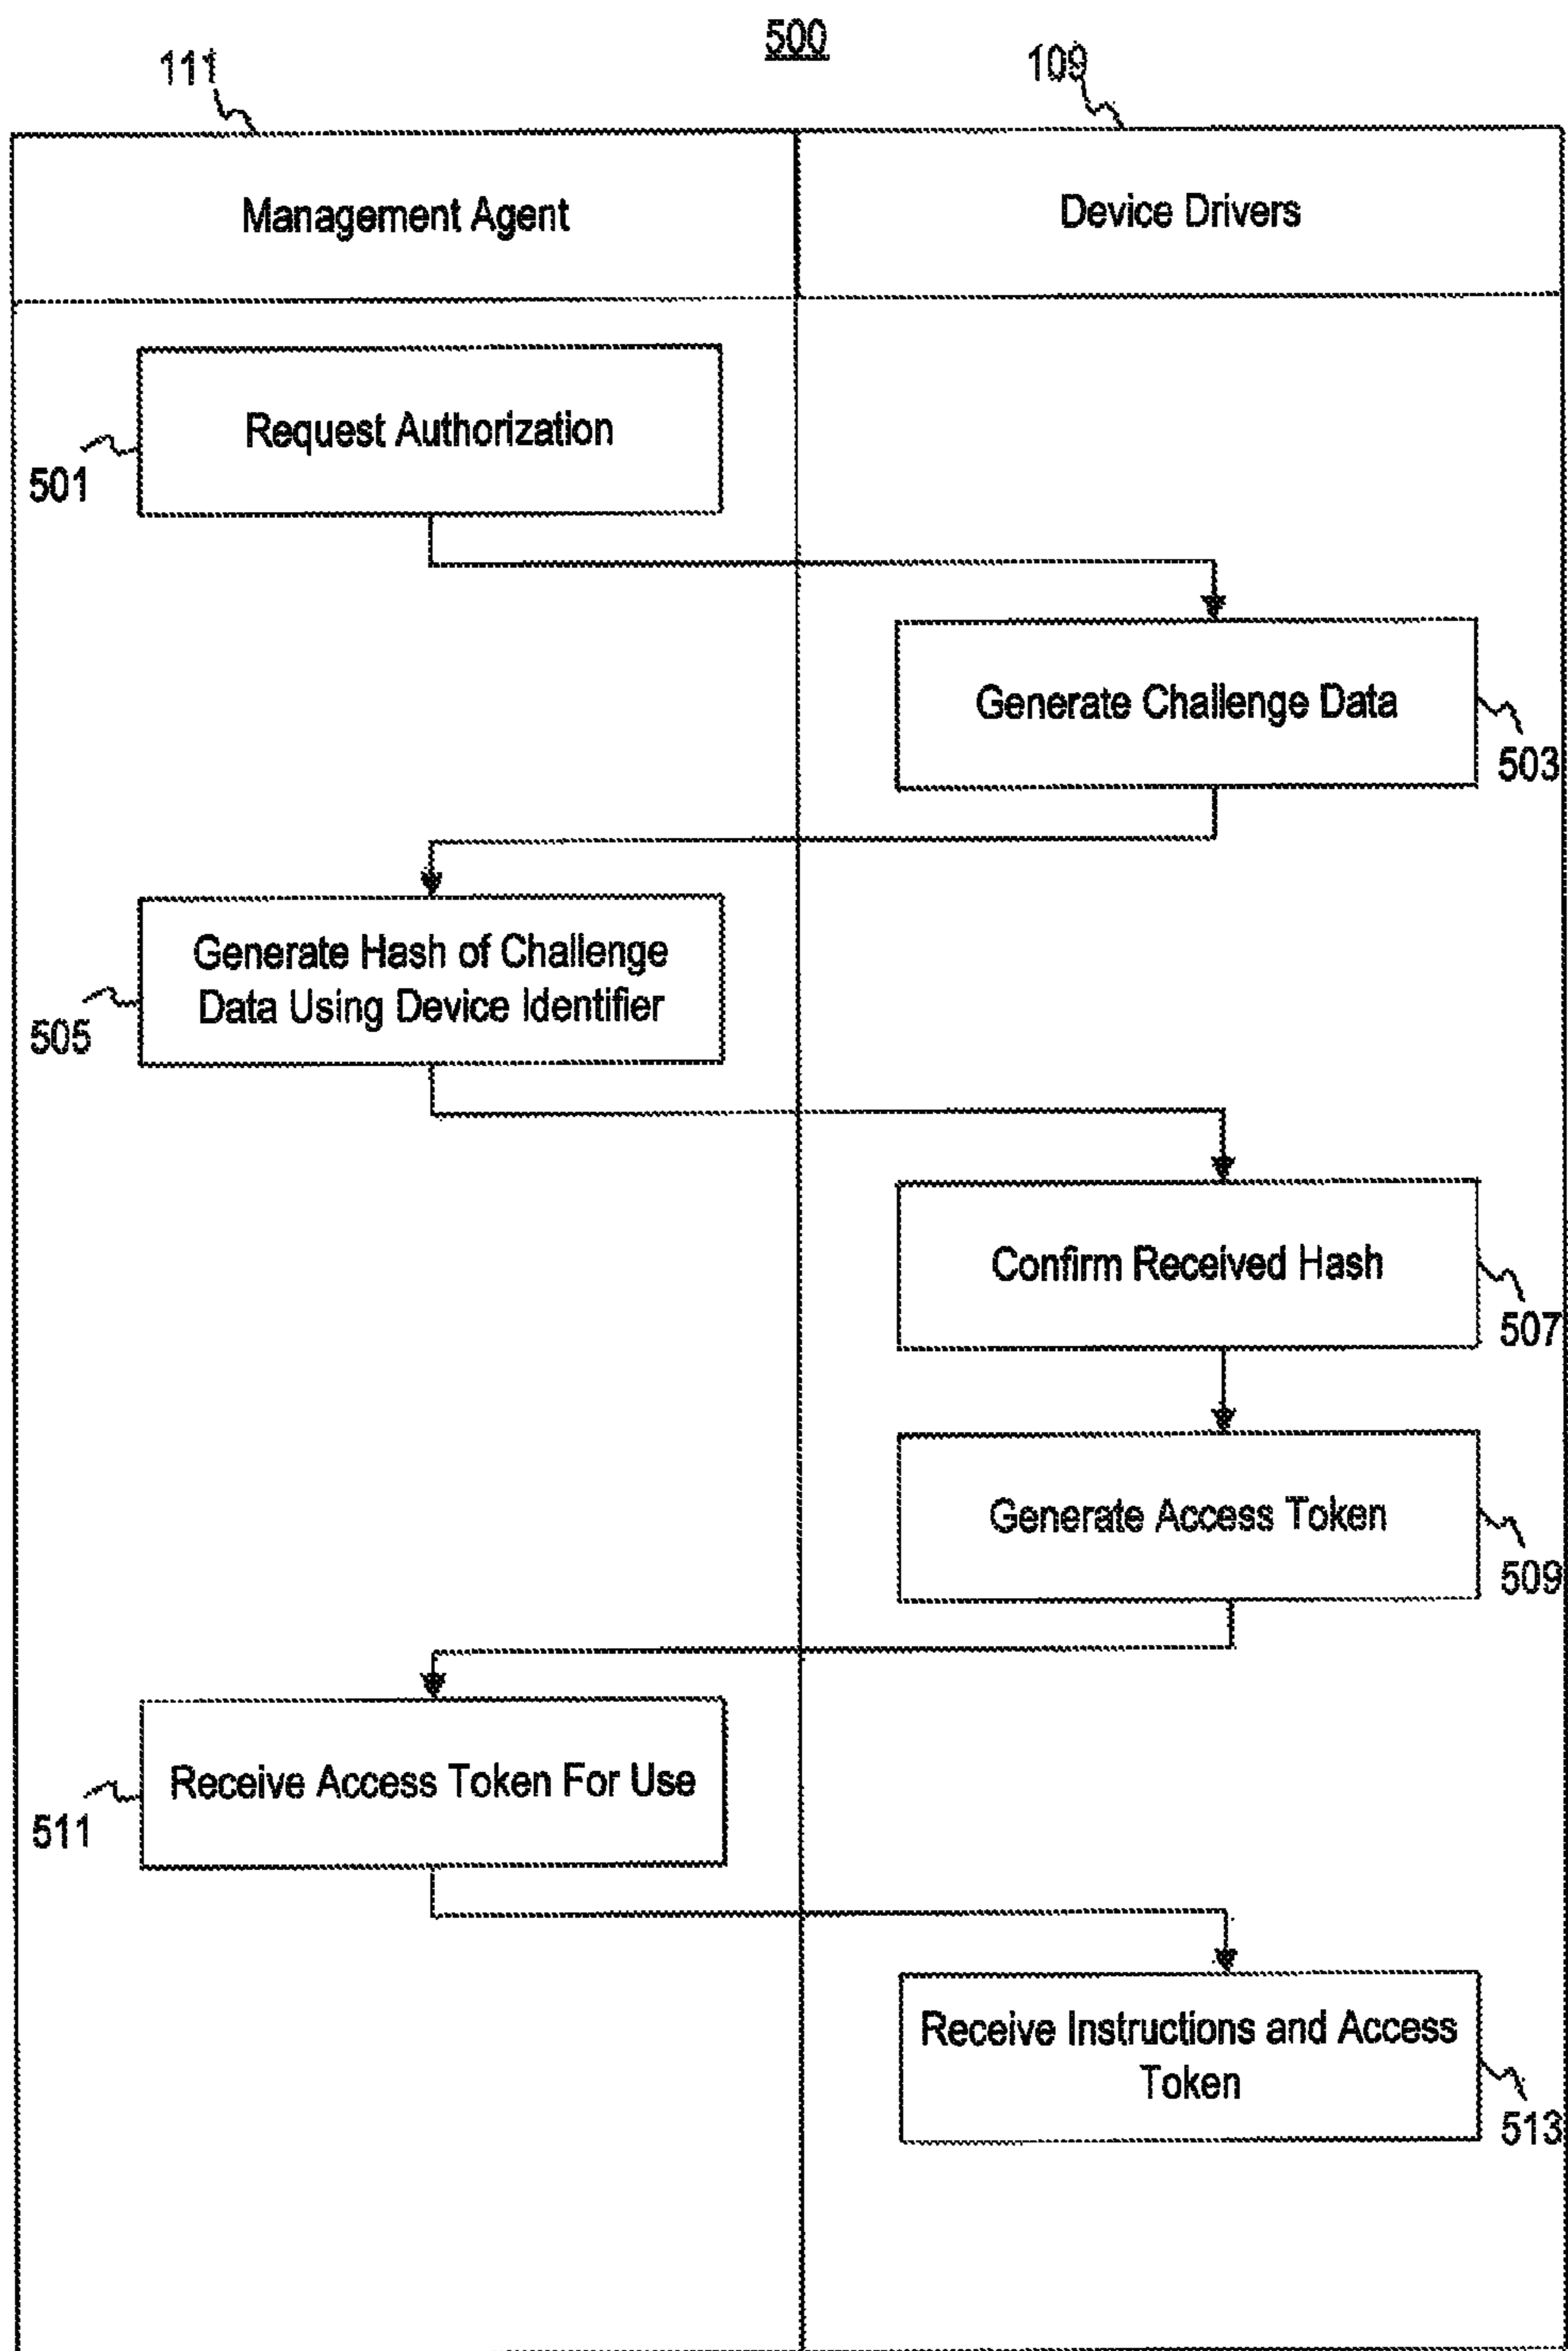 500
111
109
Management Agent
Device Drivers
Request Authorization
501
Generate Challenge Data
503
Generate Hash of Challenge
Data Using Device Identifier
505
Confirm Received Hash
507
Generate Access Token
509
Receive Access Token For Use
511
Receive Instructions and Access
Token
513